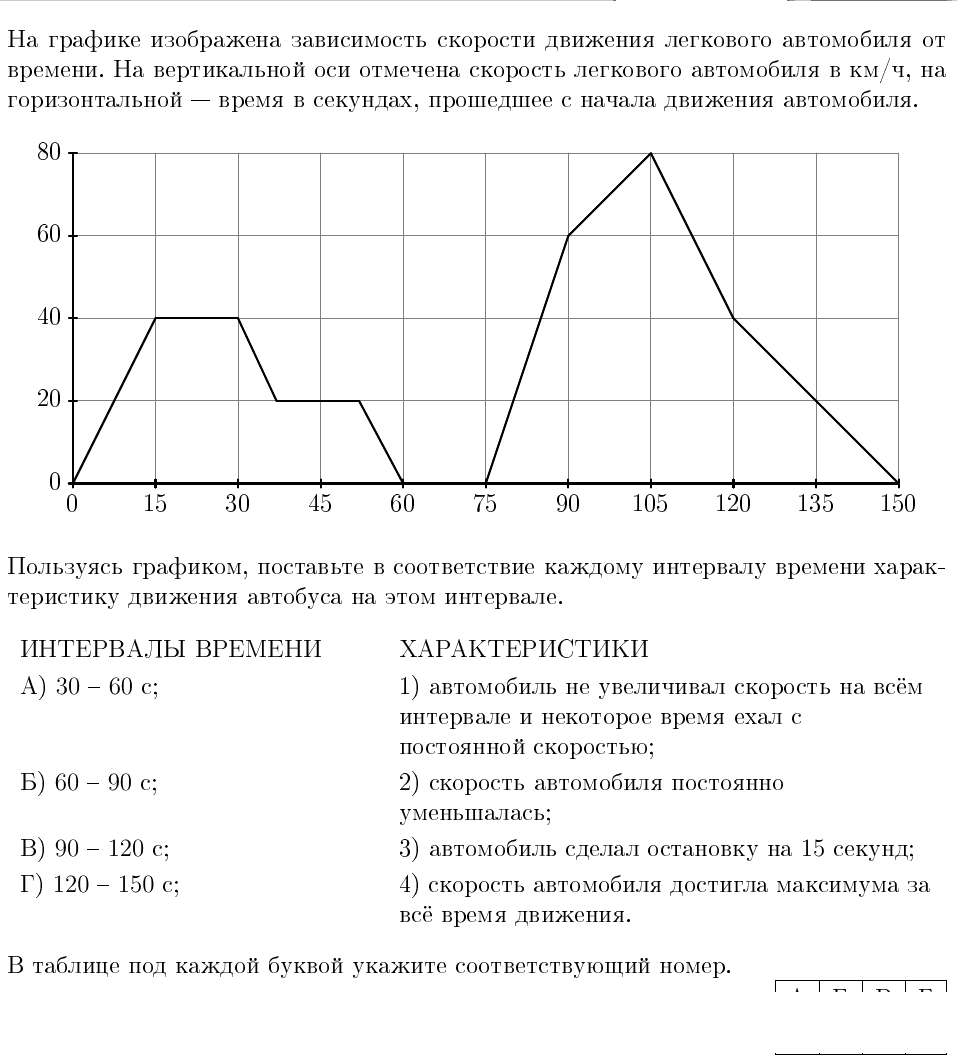 На графике изображена зависимость скорости движения легкового автомобиля от
времени. На вертикальной оси отмечена скорость легкового автомобиля в км/ч, на
горизонтальной — время в секундах, прошедшее с начала движения автомобиля.
80
60
40
20
0
0 15 30 45 60 75 90 105 120 135 150
Пользуясь графиком, поставьте в соответствие каждому интервалу времени харак-
теристику движения автобуса на этом интервале.
ИНТЕРВАЛЫ ВРЕМЕНИ ХАРАКТЕРИСТИКИ
А) 30 – 60 с; 1) автомобиль не увеличивал скорость на всём
интервале и некоторое время ехал с
постоянной скоростью;
Б) 60 – 90 с; 2) скорость автомобиля постоянно
уменьшалась;
В) 90 – 120 с; 3) автомобиль сделал остановку на 15 секунд;
Г) 120 – 150 с; 4) скорость автомобиля достигла максимума за
всё время движения.
В таблице под каждой буквой укажите соответствующий номер.